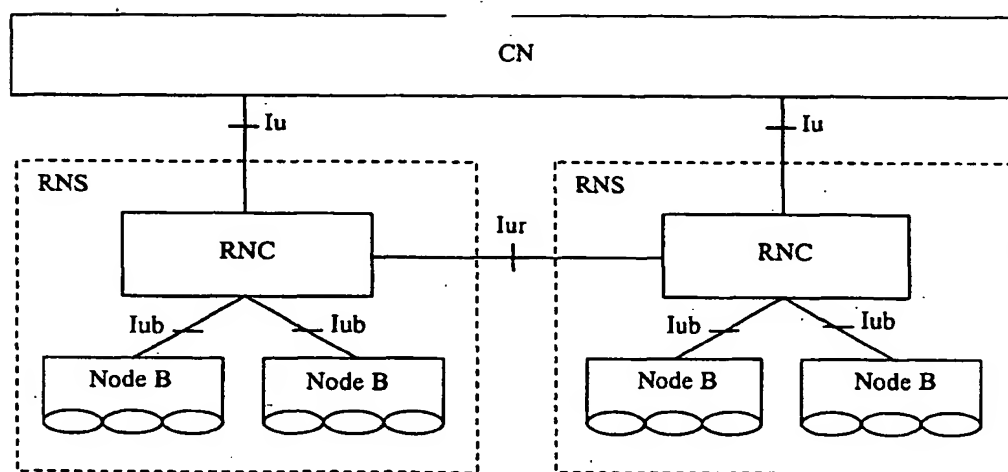 CN
Iu
Iu
RNS
RNS
Iur
RNC
RNC
Iub
Iub
Iub
Iub
Node B
Node B
Node B
Node B